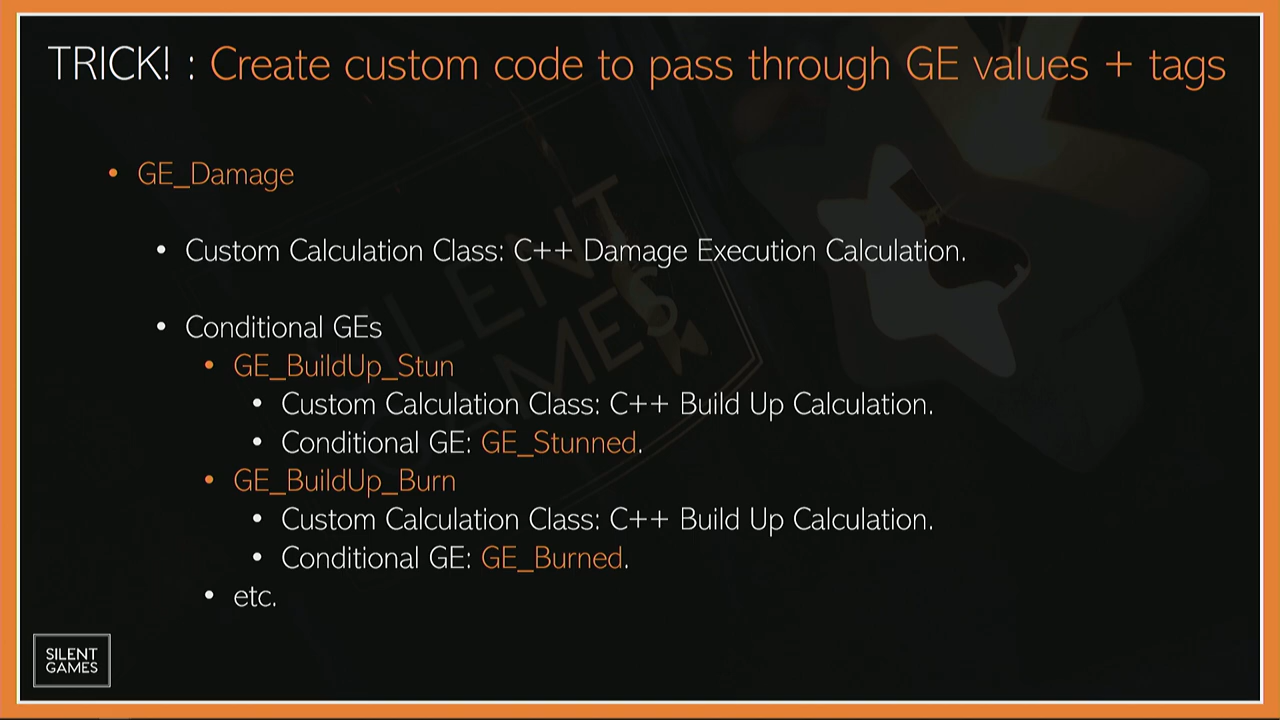 TRICK! : Create custom code to pass through GE values + tags
• GE_Damage
• Custom Calculation Class: C++ Damage Execution Calculation.
• Conditional GEs
• GE_BuildUp_Stun
• Custom Calculation Class: C++ Build Up Calculation.
• Conditional GE: GE_Stunned.
• GE_BuildUp_Burn
• Custom Calculation Class: C++ Build Up Calculation.
• Conditional GE: GE_Burned.
• etc.
SILENT
GAMES
SILENT
GAMES